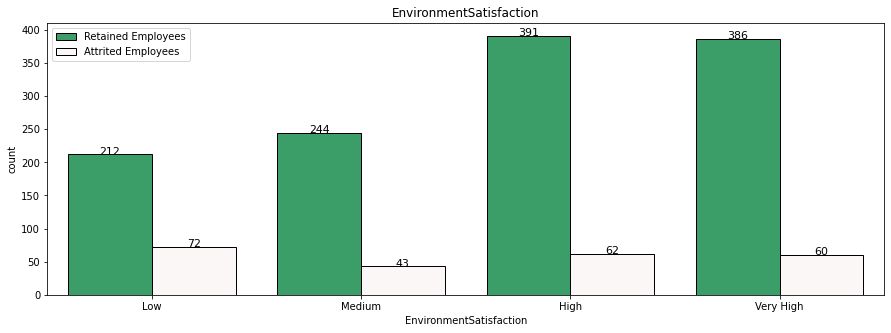 EnvironmentSatisfaction
Retained Employees
Attrited Employees
count
400
350
300
250
200
150
100
50
0
212
72
244
43
391
62
386
60
Low
Medium
High
Very High
EnvironmentSatisfaction